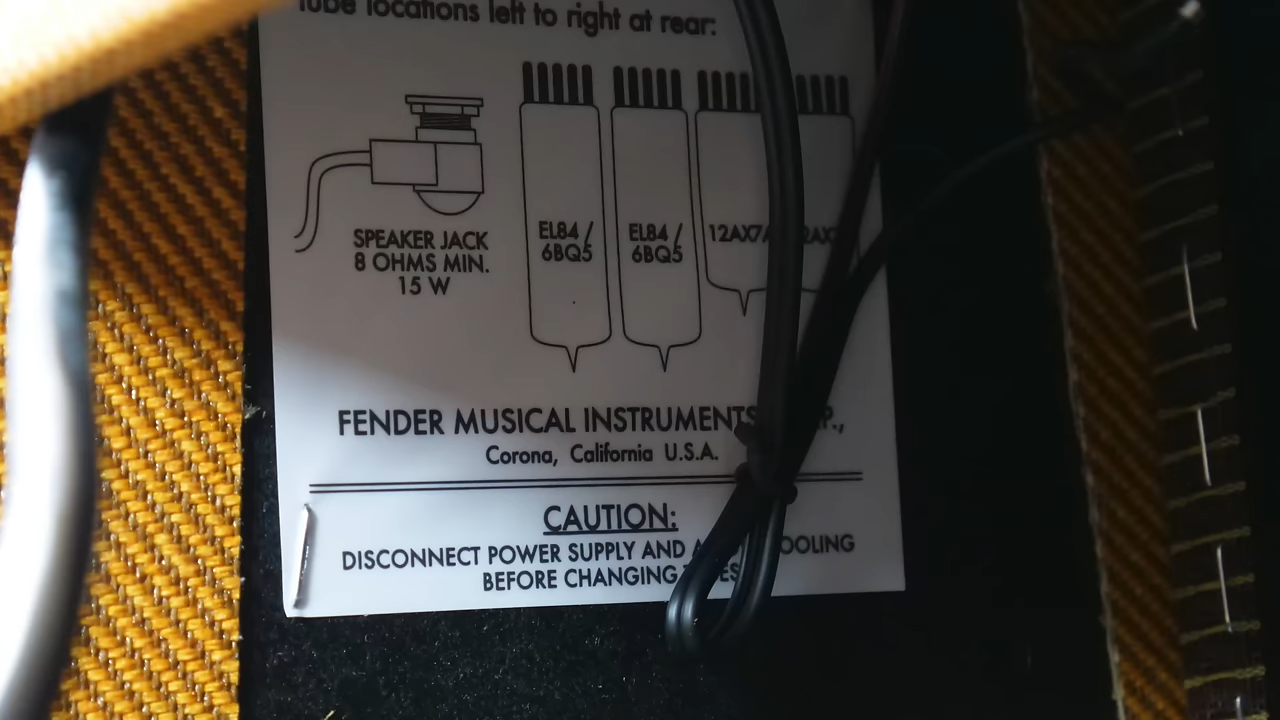 Tube locations left to right at rear:
SPEAKER JACK
8 OHMS MIN.
15 W
EL84 /
6BQ5
EL84 /
6BQ5
12AX7A
FENDER MUSICAL INSTRUMENTS
Corona, California U.S.A.
CAUTION:
DISCONNECT POWER SUPPLY AND
BEFORE CHANGING